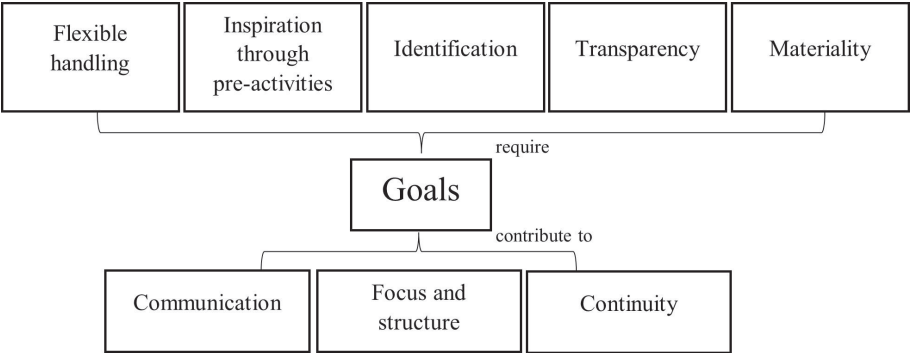 Flexible
handling
Inspiration
through
pre-activities
Identification
Transparency
Materiality
require
Goals
contribute to
Communication
Focus and
structure
Continuity